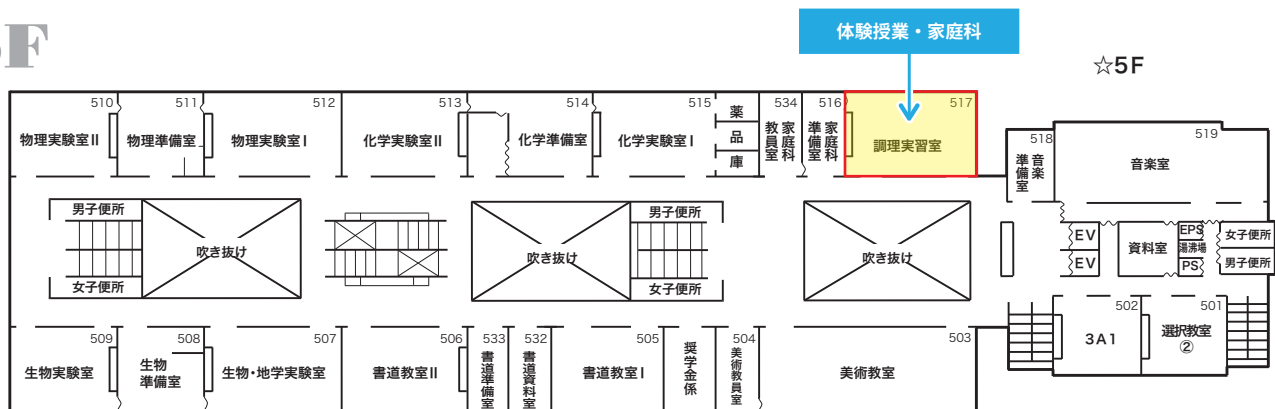 5F
体験授業・家庭科
☆5F
510
511
512
513
514
515
534
516
517
518
519
物理実験室Ⅱ
物理準備室
物理実験室Ⅰ
化学実験室Ⅱ
化学準備室
化学実験室Ⅰ
薬品庫
家庭科教員室
家庭科準備室
調理実習室
音楽準備室
音楽室
男子便所
吹き抜け
女子便所
吹き抜け
男子便所
女子便所
吹き抜け
EV
EV
資料室
EPS
湯沸場
PS
女子便所
男子便所
509
508
507
506
533
532
505
504
503
502
501
生物実験室
生物準備室
生物・地学実験室
書道教室Ⅱ
書道準備室
書道資料室
書道教室Ⅰ
奨学金係
美術教員室
美術教室
3A1
選択教室
②